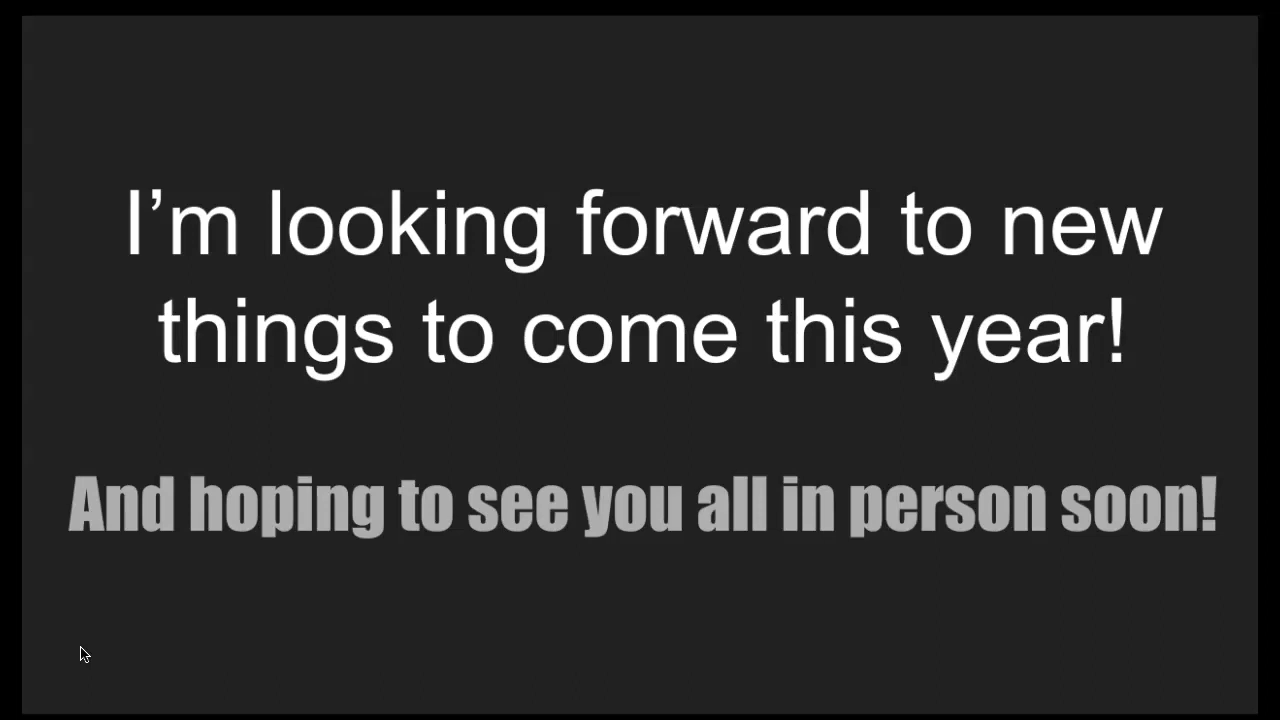 I’m looking forward to new
things to come this year!
And hoping to see you all in person soon!